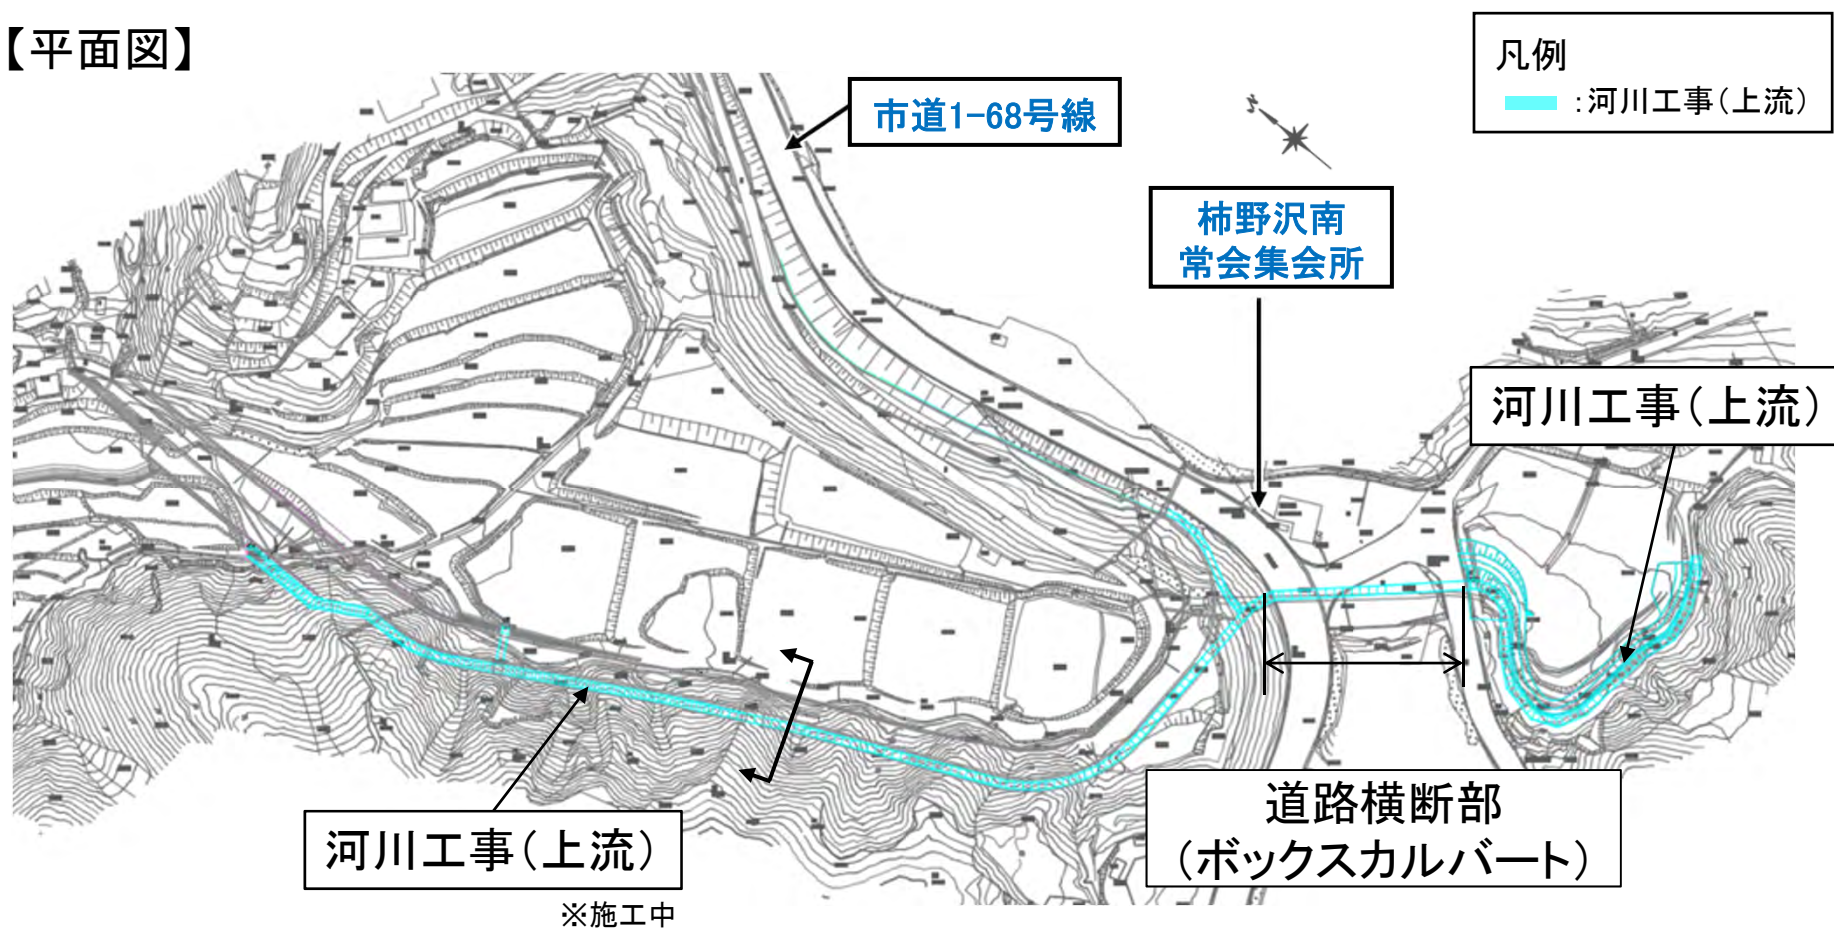 【平面図】
凡例
：河川工事（上流）
市道1-68号線
柿野沢南
常会集会所
河川工事（上流）
道路横断部
（ボックスカルバート）
河川工事（上流）
※施工中